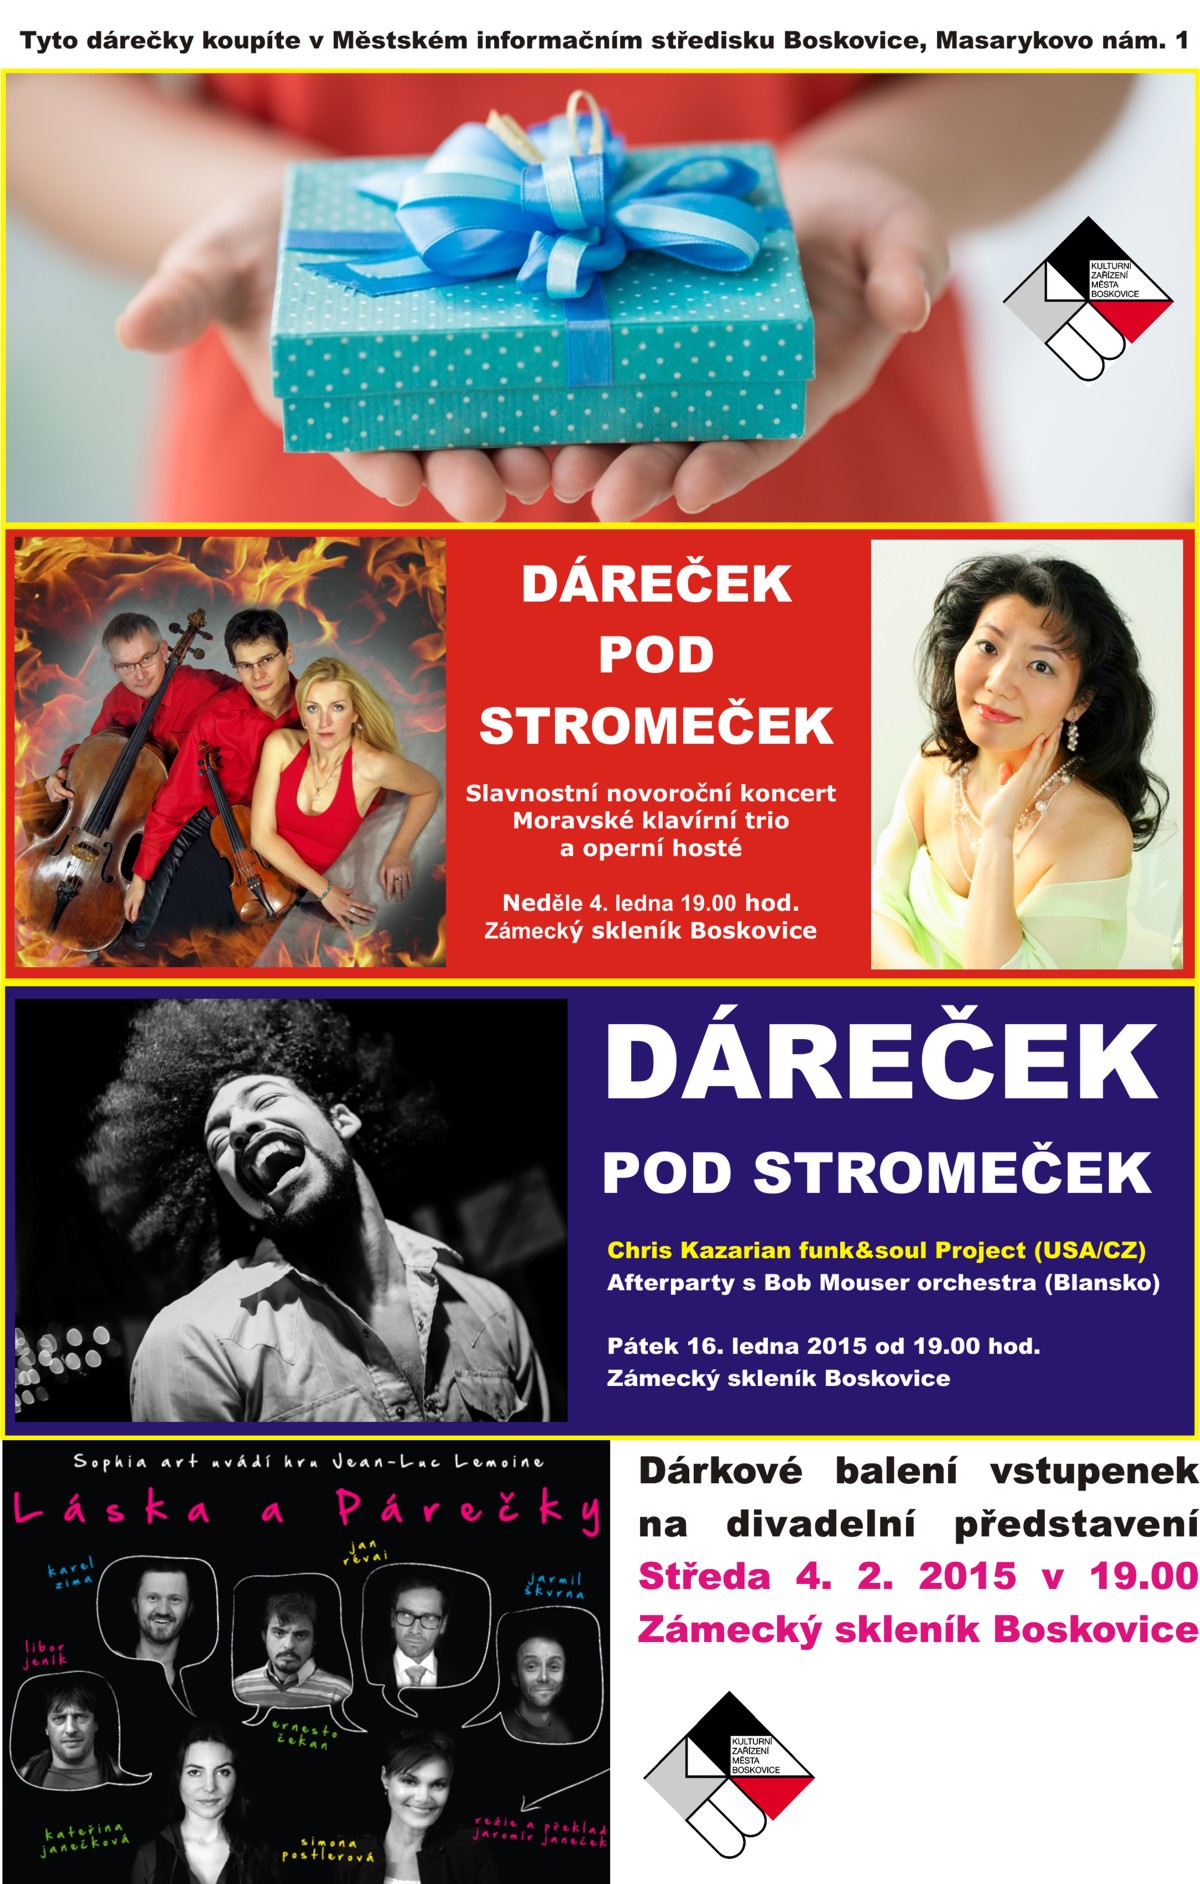 Tyto dárečky koupíte v Městském informačním středisku Boskovice, Masarykovo nám. 1
KULTURNÍ
ZAŘÍZENÍ
MĚSTA
BOSKOVICE
DÁREČEK
POD
STROMEČEK
Slavnostní novoroční koncert
Moravské klavírní trio
a operní hosté
Neděle 4. ledna 19.00 hod.
Zámecký skleník Boskovice
DÁREČEK
POD STROMEČEK
Chris Kazarian funk&soul Project (USA/CZ)
Afterparty s Bob Mouser orchestra (Blansko)
Pátek 16. ledna 2015 od 19.00 hod.
Zámecký skleník Boskovice
Sophia art uvádí hru Jean-Luc Lemoine
Láska a Párečky
karel
zima
jan
révai
jarmil
škvrna
libor
jeník
ernesto
čekan
kateřina
janečková
simona
postlerová
režie a překlad
jaromír janeček
Dárkové balení vstupenek
na divadelní představení
Středa 4. 2. 2015 v 19.00
Zámecký skleník Boskovice
KULTURNÍ
ZAŘÍZENÍ
MĚSTA
BOSKOVICE